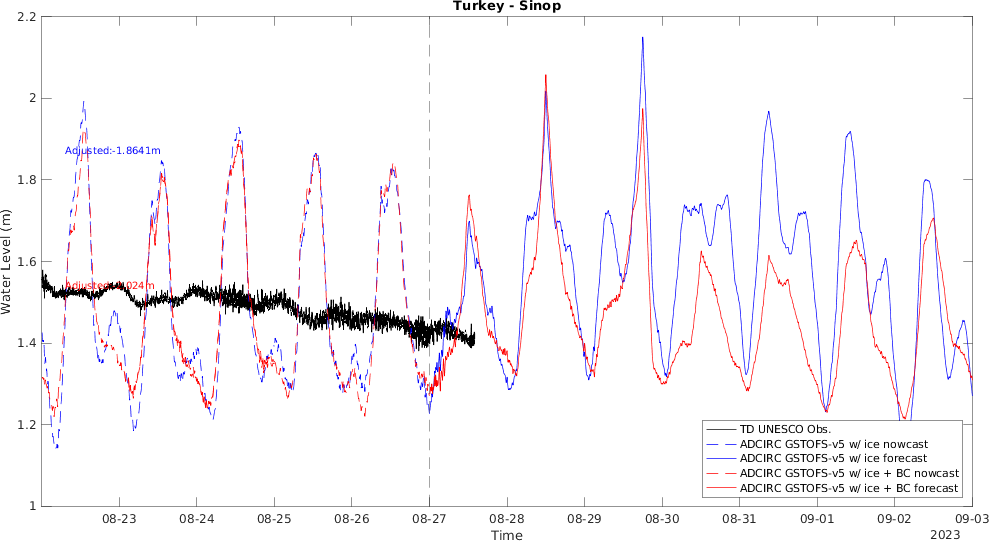 Turkey - Sinop
2.2
2
1.8
1.6
1.4
1.2
1
Water Level (m)
Adjusted:-1.8641m
08-23
08-24
08-25
08-26
08-27
08-28
08-29
08-30
08-31
09-01
09-02
09-03
Time
2023
TD UNESCO Obs.
ADCIRC GSTOFS-v5 w/ ice nowcast
ADCIRC GSTOFS-v5 w/ ice forecast
ADCIRC GSTOFS-v5 w/ ice + BC nowcast
ADCIRC GSTOFS-v5 w/ ice + BC forecast